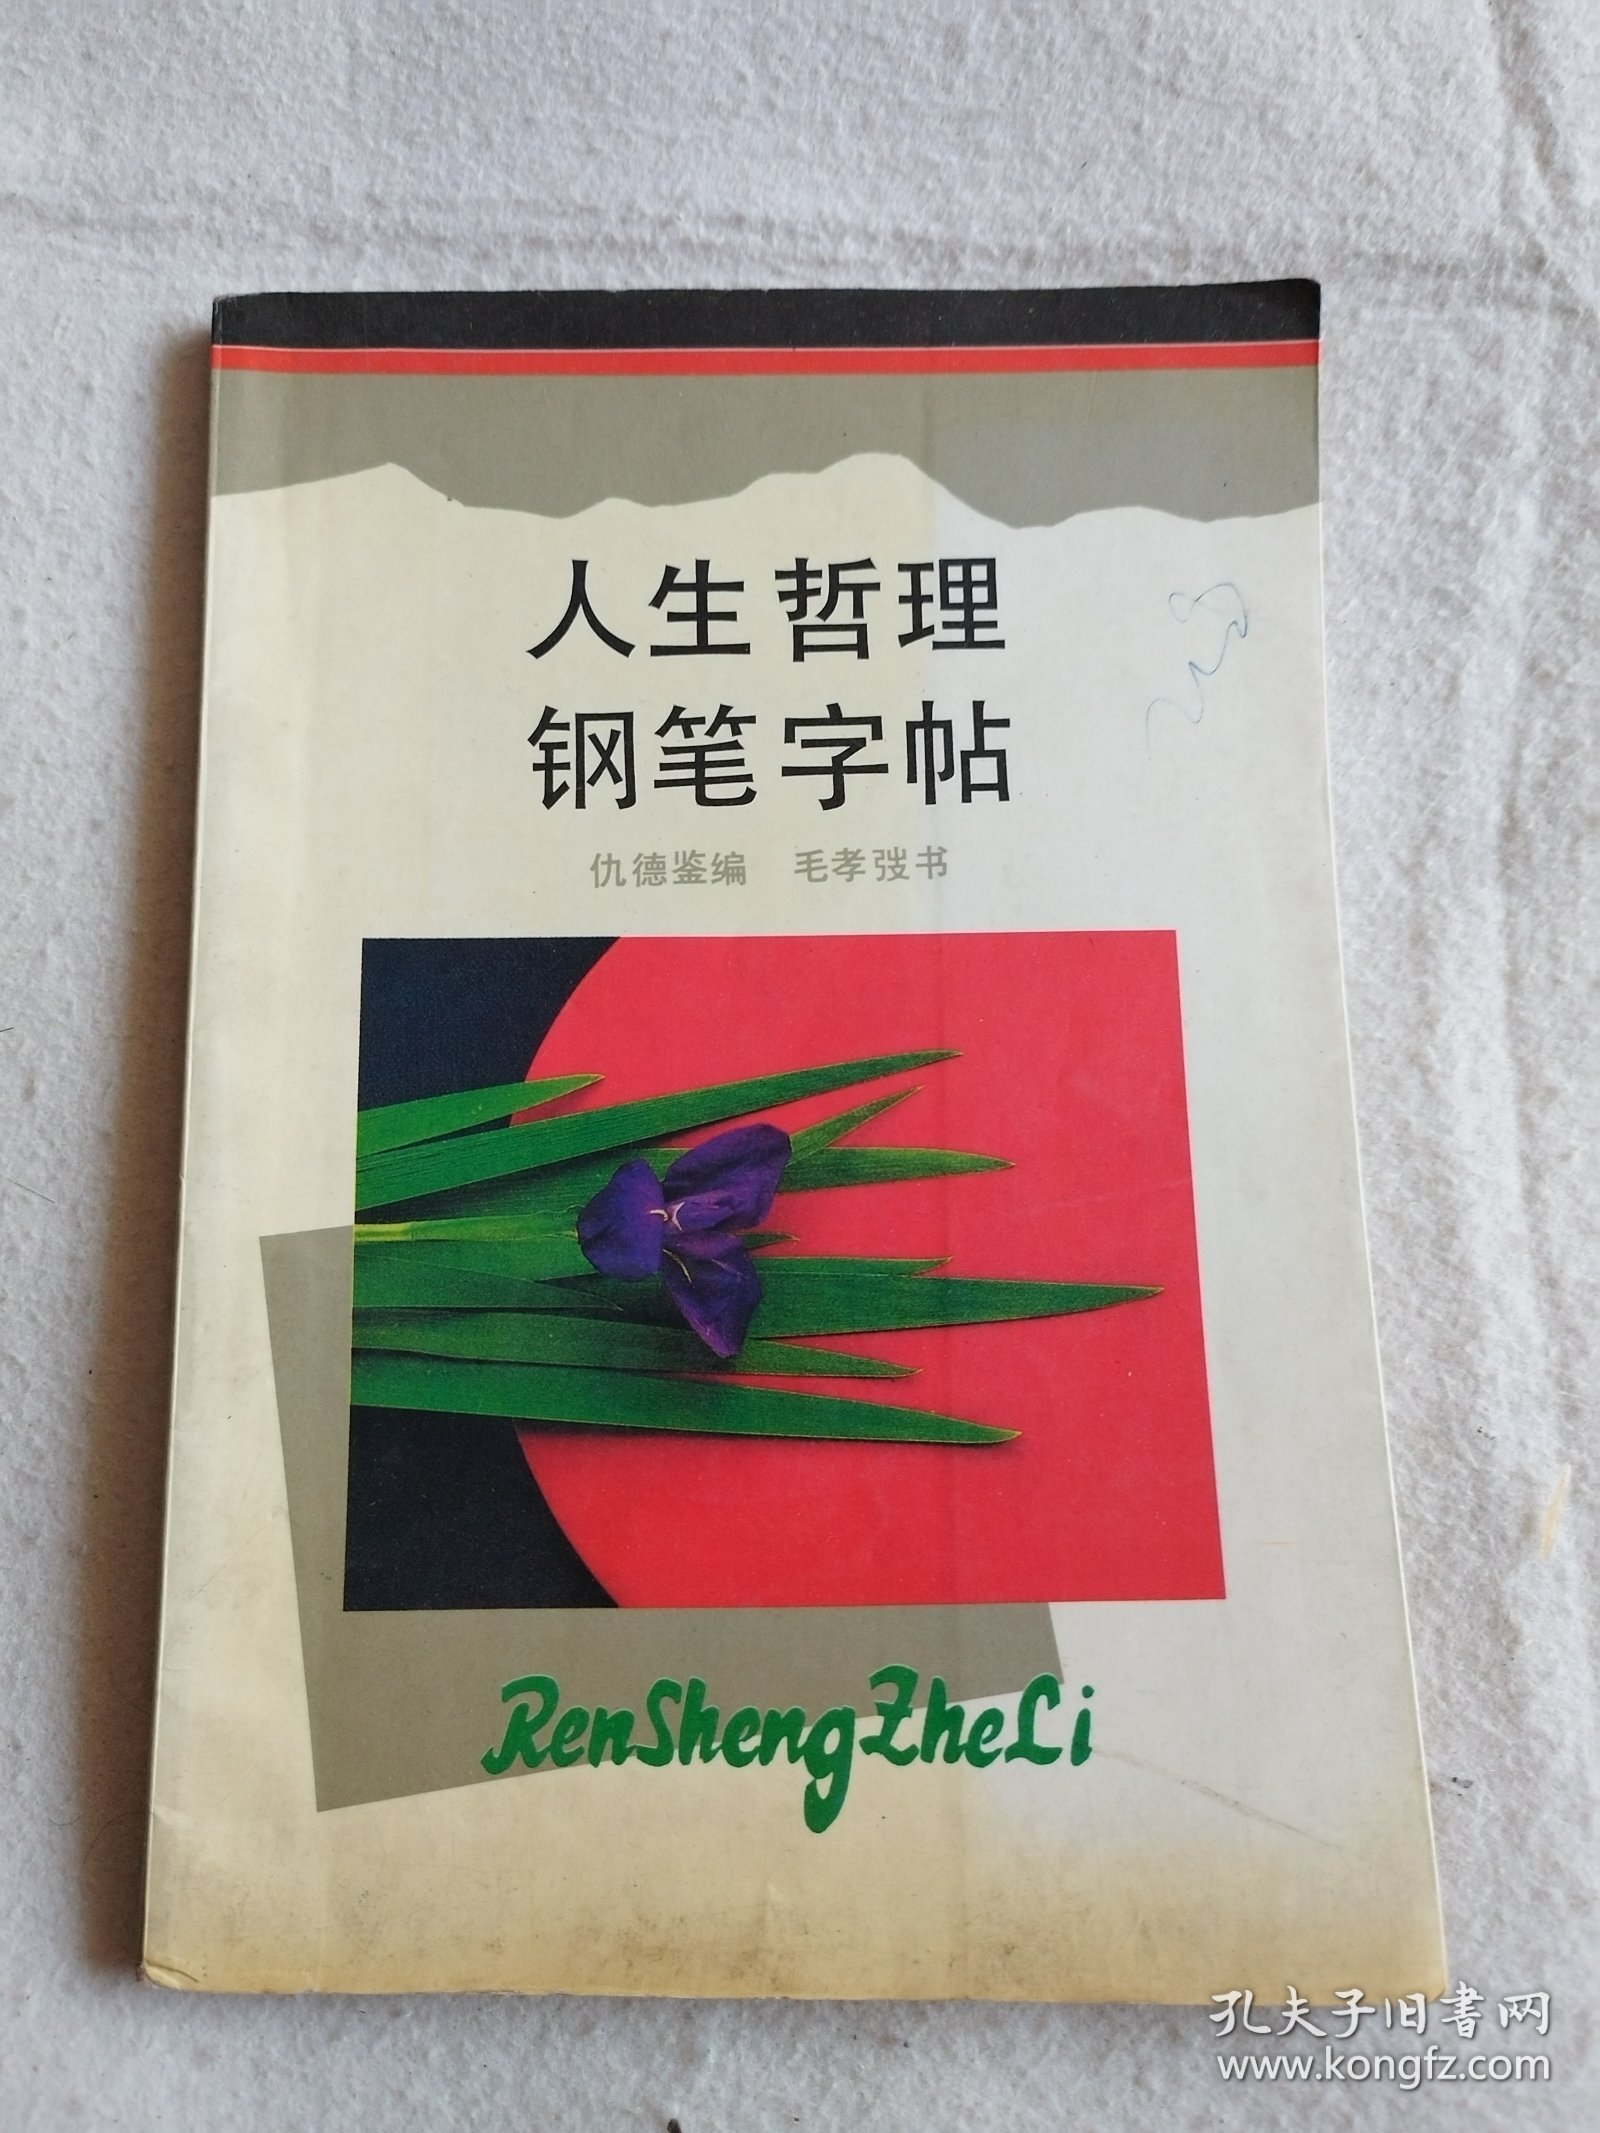 人生哲理
钢笔字帖
仇德鉴编 毛孝弢书
RenShengZheLi
孔夫子旧书网
www.kongfz.com